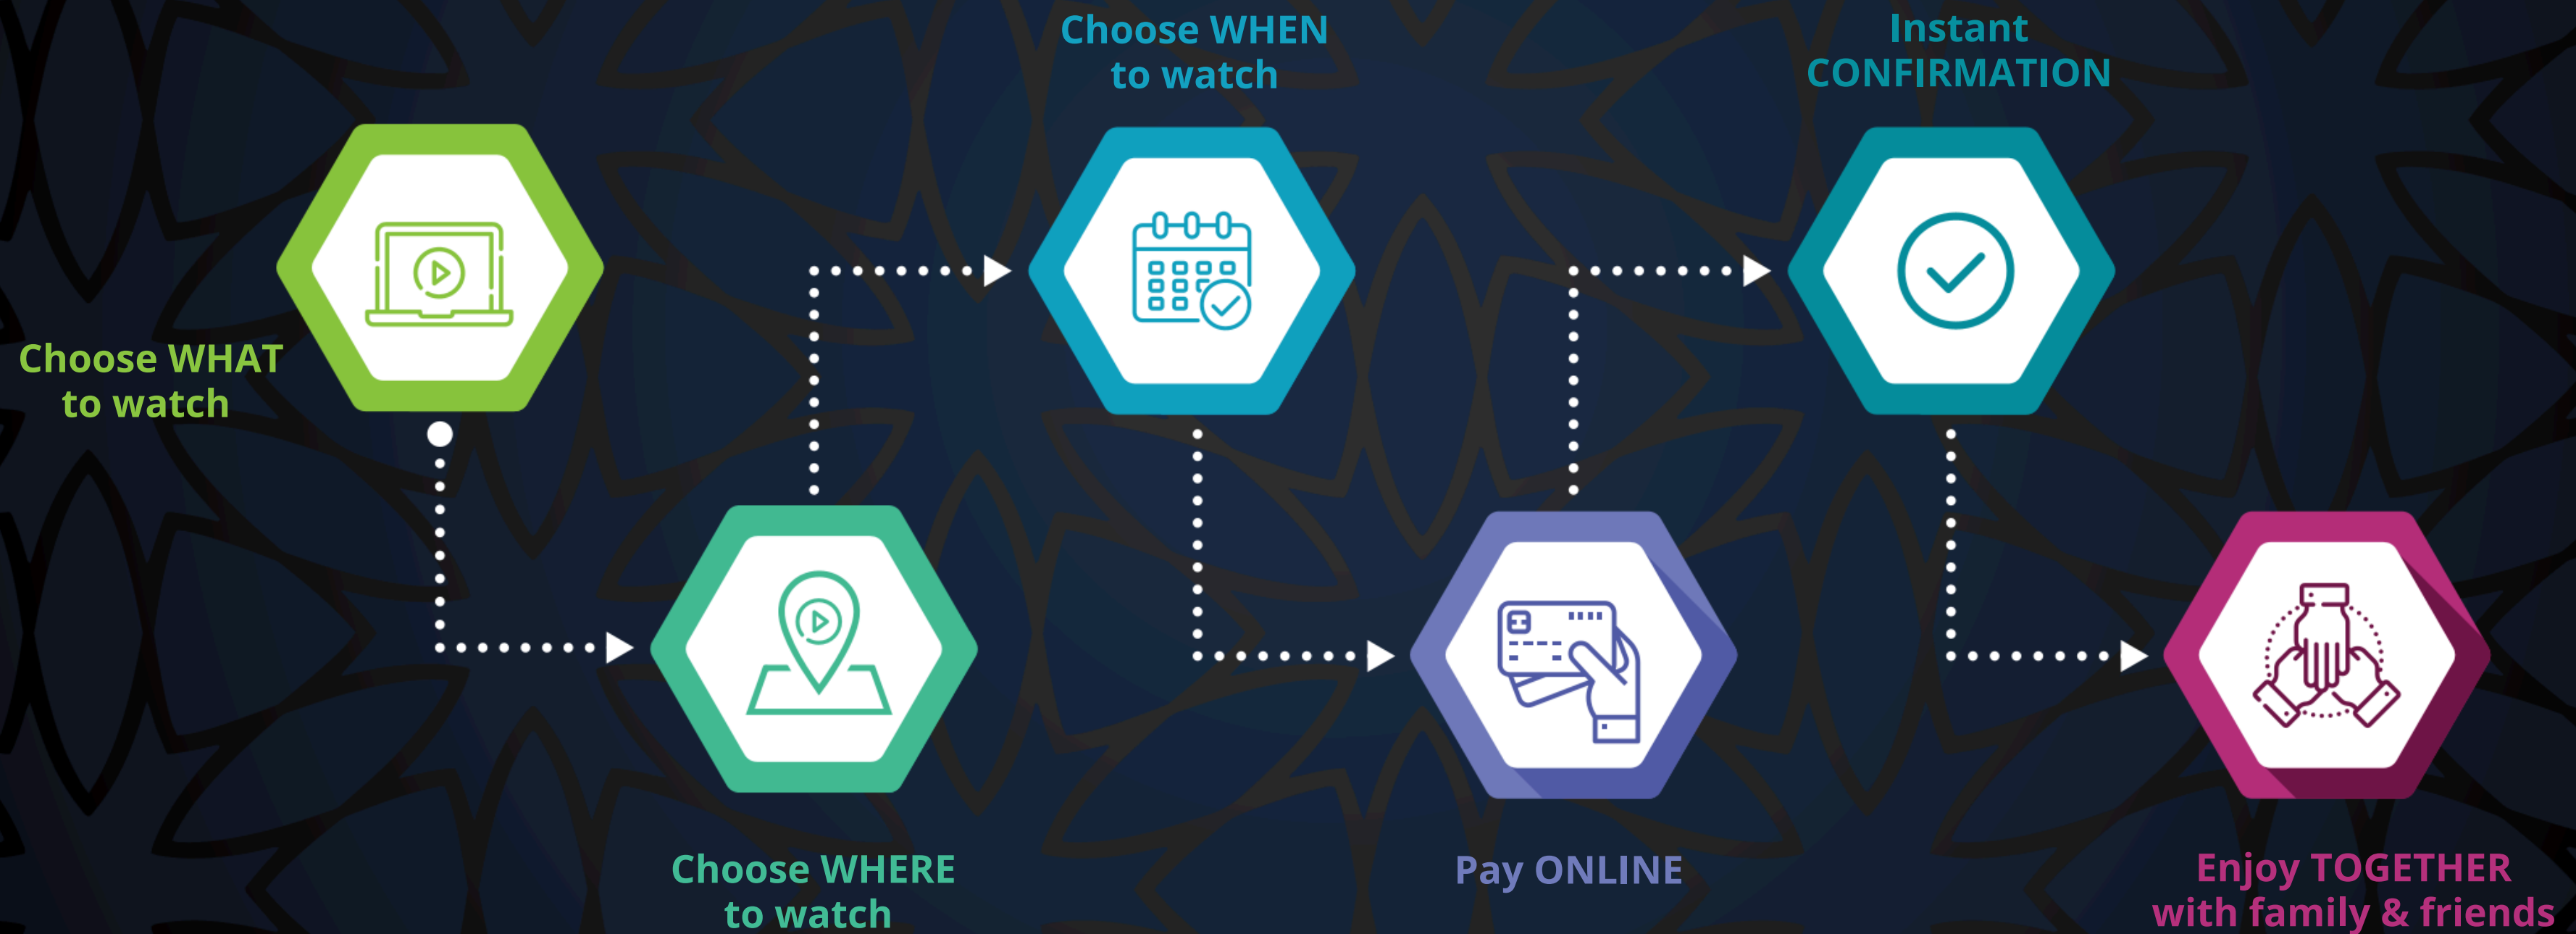 Choose WHAT
to watch
Choose WHERE
to watch
Choose WHEN
to watch
Pay ONLINE
Instant
CONFIRMATION
Enjoy TOGETHER
with family & friends